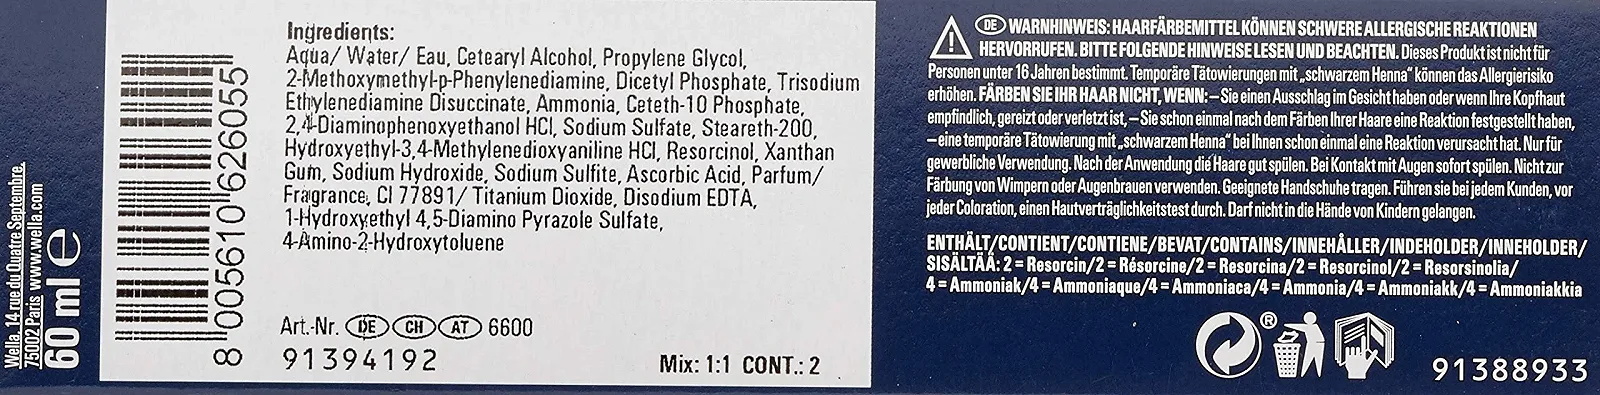 Wella. 14 rue du Quatre Septembre.
75002 Paris www.wella.com
60 ml e
8 005610 626055
Ingredients:
Aqua/ Water/ Eau, Cetearyl Alcohol, Propylene Glycol,
2-Methoxymethyl-p-Phenylenediamine, Dicetyl Phosphate, Trisodium
Ethylenediamine Disuccinate, Ammonia, Ceteth-10 Phosphate,
2,4-Diaminophenoxyethanol HCl, Sodium Sulfate, Steareth-200,
Hydroxyethyl-3,4-Methylenedioxyaniline HCl, Resorcinol, Xanthan
Gum, Sodium Hydroxide, Sodium Sulfite, Ascorbic Acid, Parfum/
Fragrance, CI 77891/ Titanium Dioxide, Disodium EDTA,
1-Hydroxyethyl 4,5-Diamino Pyrazole Sulfate,
4-Amino-2-Hydroxytoluene
Art.-Nr. DE CH AT 6600
91394192
Mix: 1:1 CONT.: 2
DE WARNHINWEIS: HAARFÄRBEMITTEL KÖNNEN SCHWERE ALLERGISCHE REAKTIONEN
HERVORRUFEN. BITTE FOLGENDE HINWEISE LESEN UND BEACHTEN. Dieses Produkt ist nicht für
Personen unter 16 Jahren bestimmt. Temporäre Tätowierungen mit „schwarzem Henna" können das Allergierisiko
erhöhen. FÄRBEN SIE IHR HAAR NICHT, WENN: – Sie einen Ausschlag im Gesicht haben oder wenn Ihre Kopfhaut
empfindlich, gereizt oder verletzt ist, – Sie schon einmal nach dem Färben Ihrer Haare eine Reaktion festgestellt haben,
– eine temporäre Tätowierung mit „schwarzem Henna" bei Ihnen schon einmal eine Reaktion verursacht hat. Nur für
gewerbliche Verwendung. Nach der Anwendung die Haare gut spülen. Bei Kontakt mit Augen sofort spülen. Nicht zur
Färbung von Wimpern oder Augenbrauen verwenden. Geeignete Handschuhe tragen. Führen sie bei jedem Kunden, vor
jeder Coloration, einen Hautverträglichkeitstest durch. Darf nicht in die Hände von Kindern gelangen.
ENTHÄLT/CONTIENT/CONTIENE/BEVAT/CONTAINS/INNEHÅLLER/INDEHOLDER/INNEHOLDER/
SISÄLTÄÄ: 2 = Resorcin/2 = Résorcine/2 = Resorcina/2 = Resorcinol/2 = Resorsinolia/
4 = Ammoniak/4 = Ammoniaque/4 = Ammoniaca/4 = Ammonia/4 = Ammoniakk/4 = Ammoniakkia
®
91388933